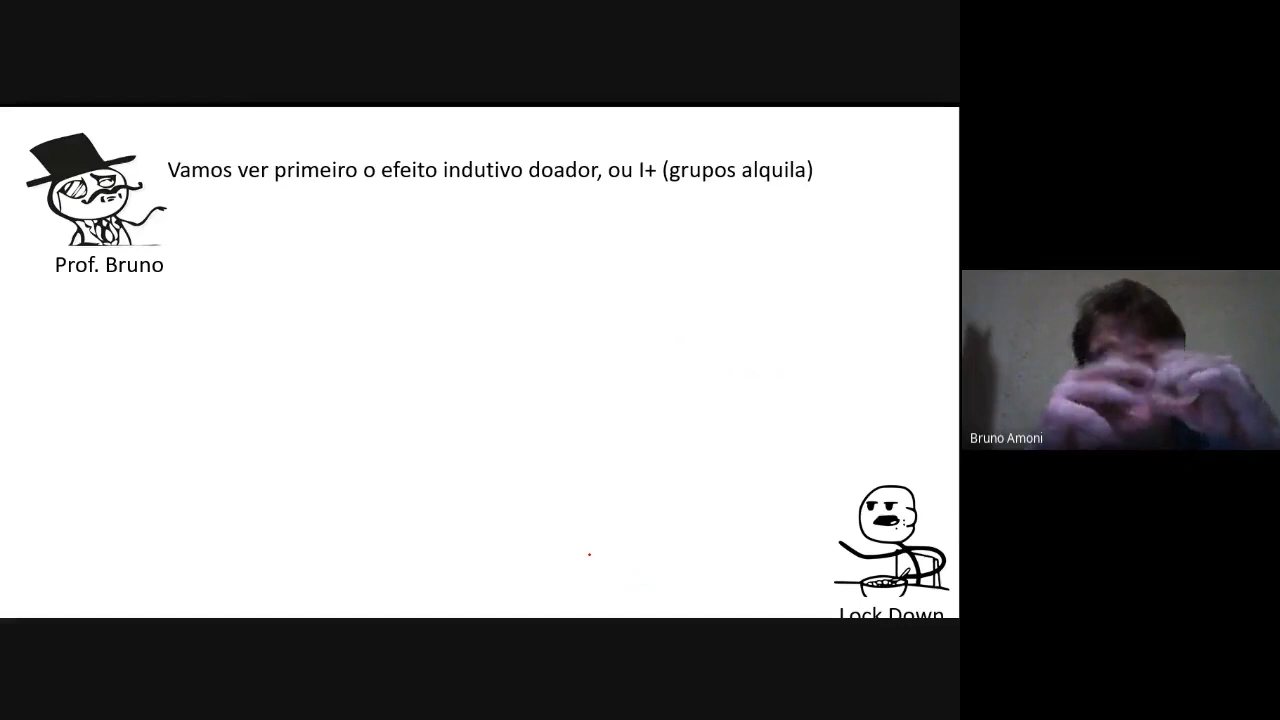 Vamos ver primeiro o efeito indutivo doador, ou I+ (grupos alquila)
Prof. Bruno
Bruno Amoni
Lock Down